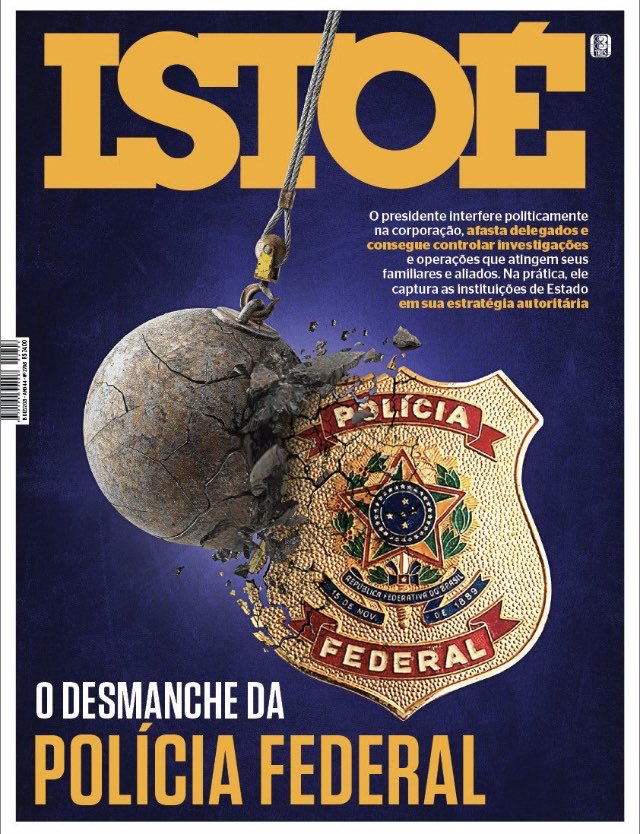 ISTOÉ
O presidente interfere politicamente
na corporação, afasta delegados e
consegue controlar investigações
e operações que atingem seus
familiares e aliados. Na prática, ele
captura as instituições de Estado
em sua estratégia autoritária
POLÍCIA
REPÚBLICA FEDERATIVA DO BRASIL
15 DE NOV. DE 1889
FEDERAL
O DESMANCHE DA
POLÍCIA FEDERAL